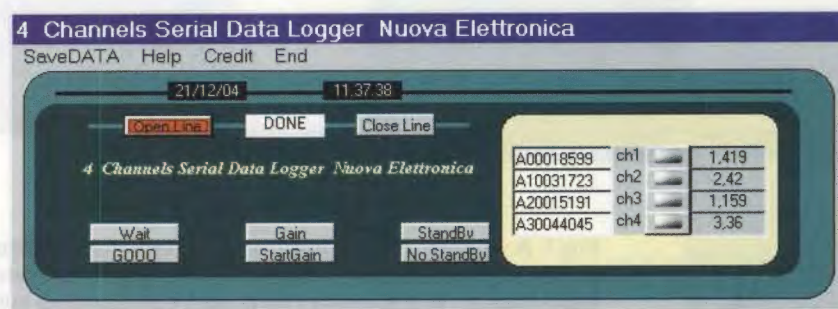 4 Channels Serial Data Logger Nuova Elettronica
SaveDATA Help Credit End
21/12/04 11.37.38
Open Line DONE Close Line
4 Channels Serial Data Logger Nuova Elettronica
Wait Gain StandBy
G000 StartGain No StandBy
A00018599 ch1 1,419
A10031723 ch2 2,42
A20015191 ch3 1,159
A30044045 ch4 3,36